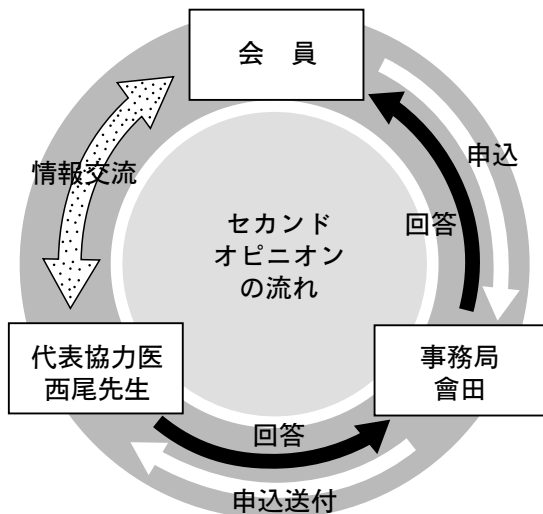 会　員
情報交流
申込
回答
セカンド
オピニオン
の流れ
代表協力医
西尾先生
事務局
會田
回答
申込送付